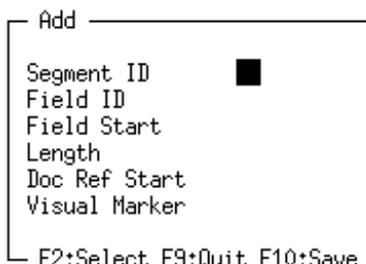 Add
Segment ID
Field ID
Field Start
Length
Doc Ref Start
Visual Marker
F2:Select F9:Quit F10:Save